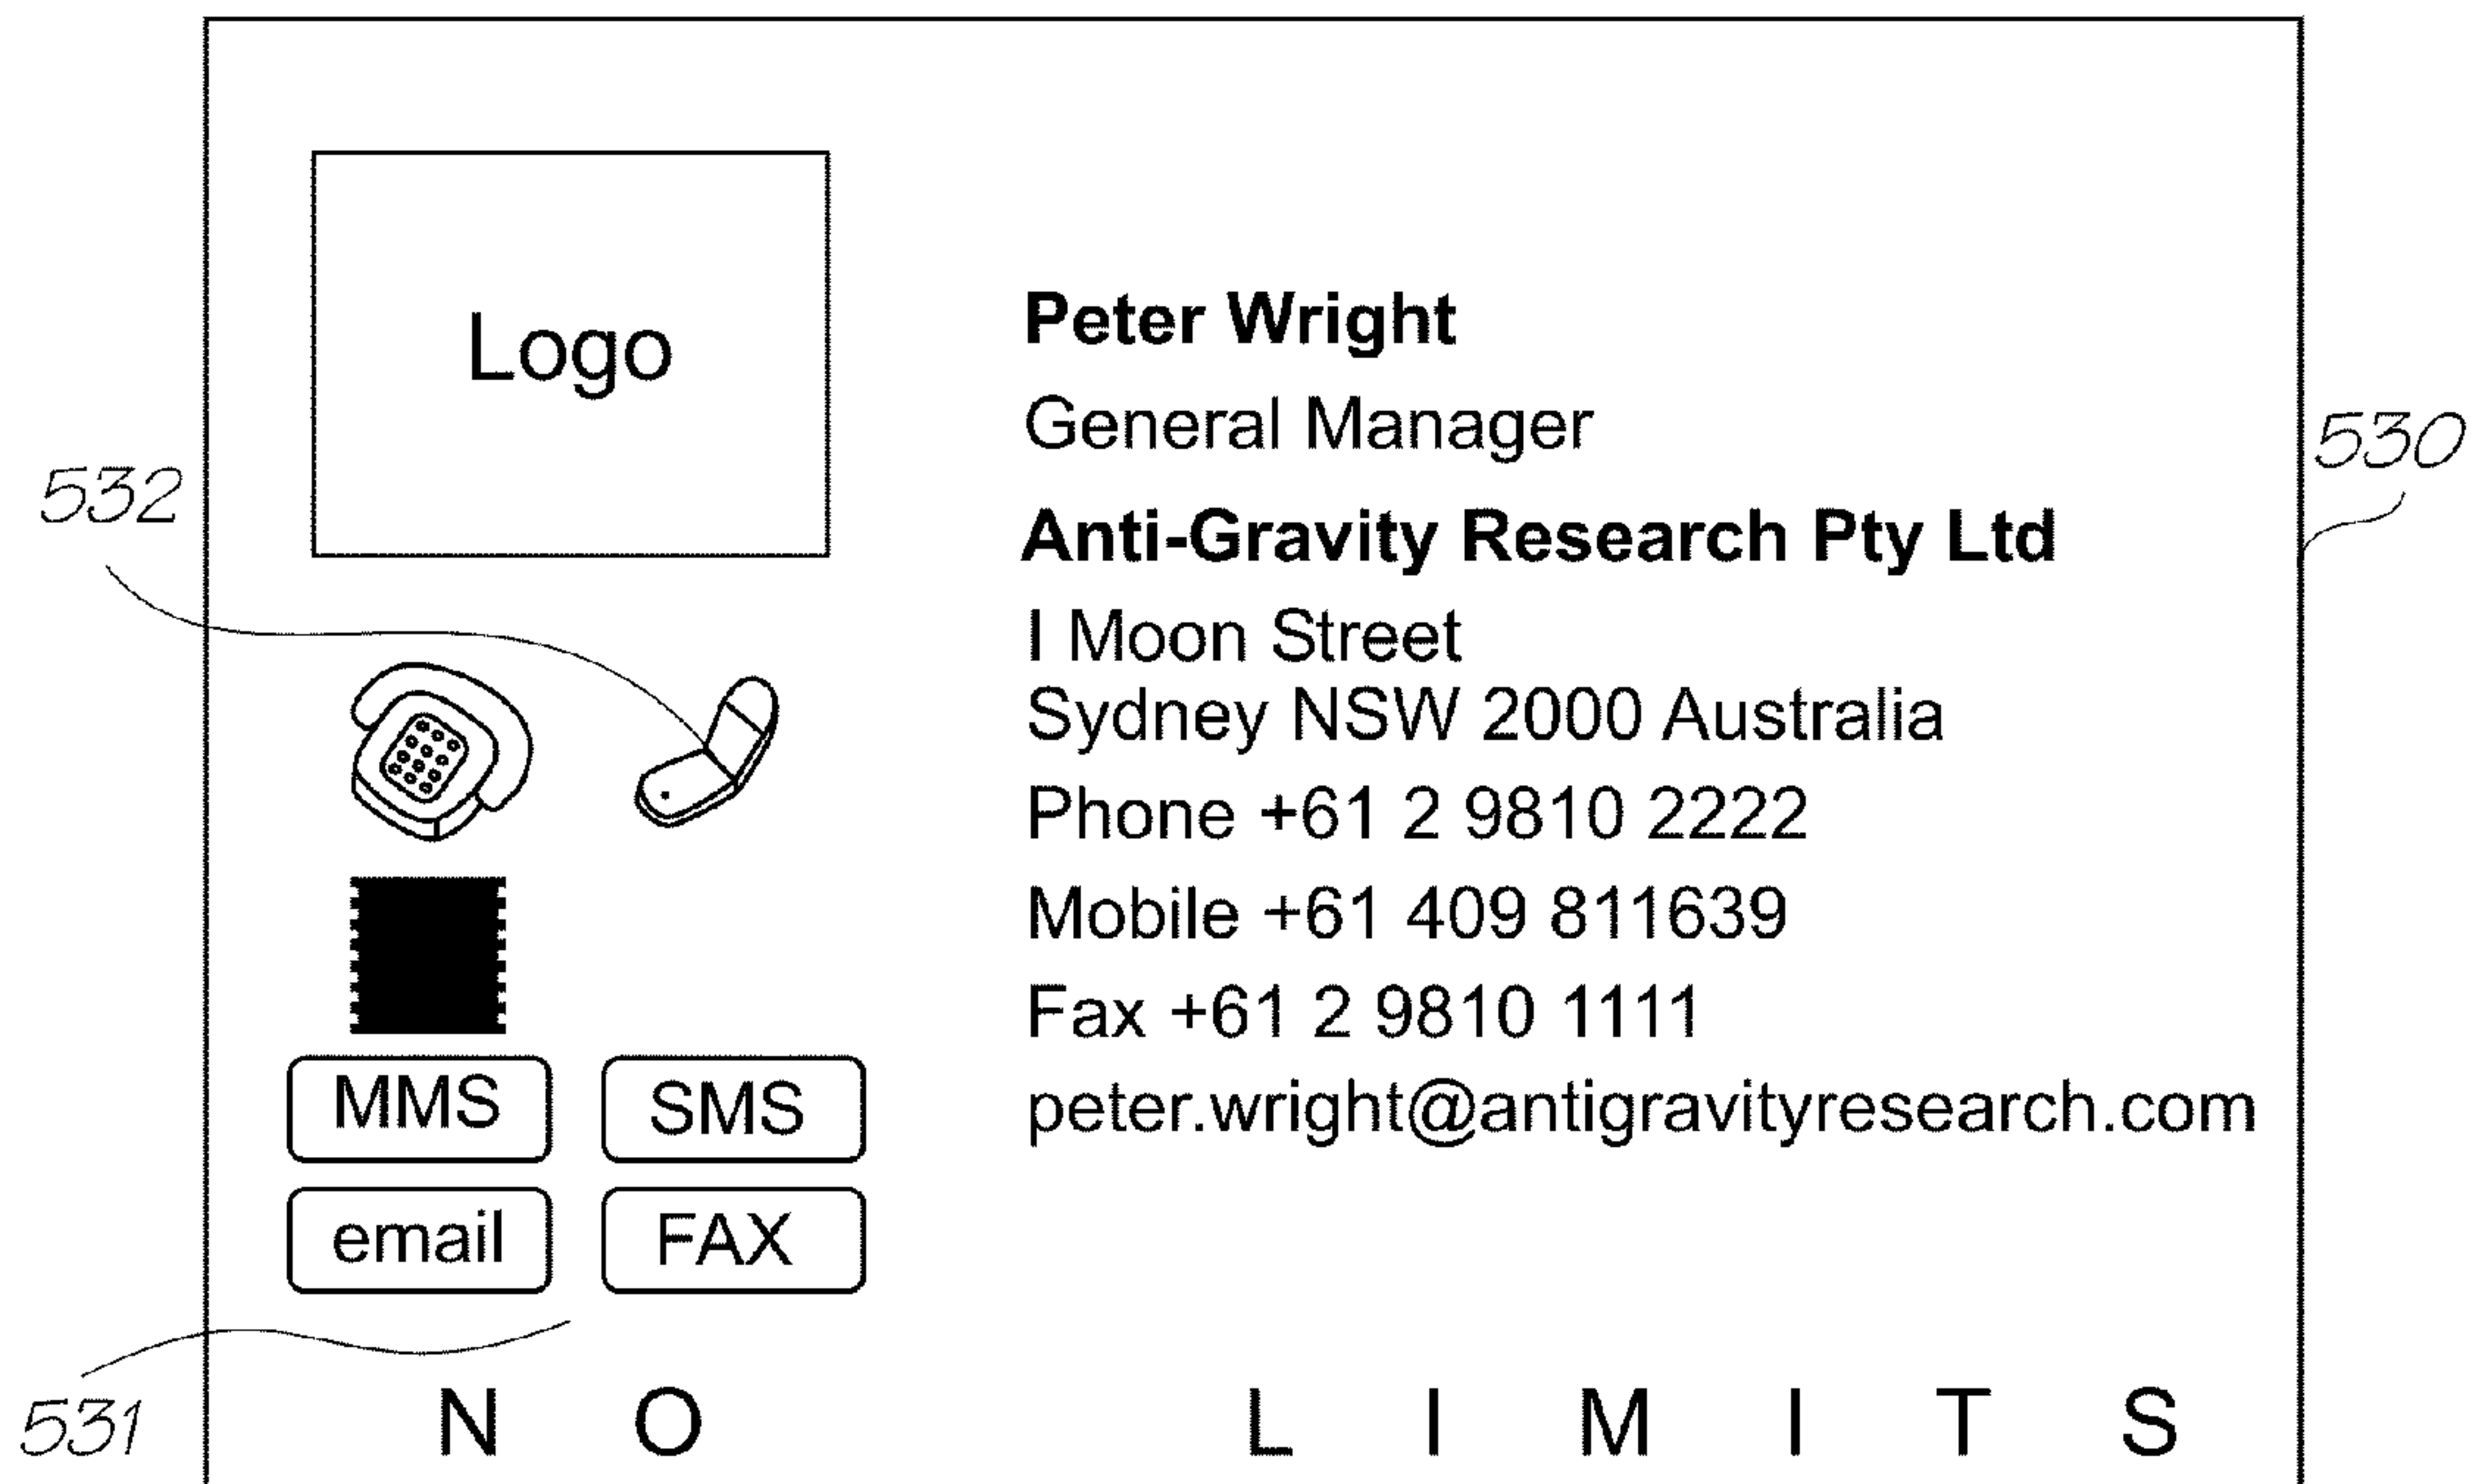 Logo
532
Peter Wright
General Manager
Anti-Gravity Research Pty Ltd
I Moon Street
Sydney NSW 2000 Australia
Phone +61 2 9810 2222
Mobile +61 409 811639
Fax +61 2 9810 1111
peter.wright@antigravityresearch.com
530
MMS SMS
email FAX
531
N O L I M I T S